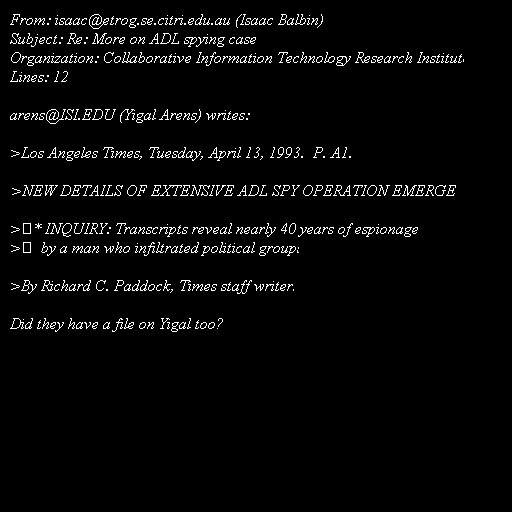 From: isaac@etrog.se.citri.edu.au (Isaac Balbin)
Subject: Re: More on ADL spying case
Organization: Collaborative Information Technology Research Institute
Lines: 12
arens@ISI.EDU (Yigal Arens) writes:
>Los Angeles Times, Tuesday, April 13, 1993.  P. A1.
>NEW DETAILS OF EXTENSIVE ADL SPY OPERATION EMERGE
>* INQUIRY: Transcripts reveal nearly 40 years of espionage
>  by a man who infiltrated political groups
>By Richard C. Paddock, Times staff writer.
Did they have a file on Yigal too?